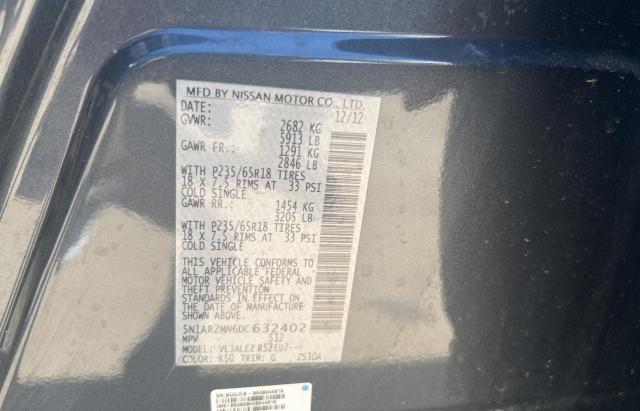 MFD BY NISSAN MOTOR CO., LTD.
DATE: 12/12
GVWR: 2682 KG
5913 LB
GAWR FR.: 1291 KG
2846 LB
WITH P235/65R18 TIRES
18 X 7.5 RIMS AT 33 PSI
COLD SINGLE
GAWR RR.: 1454 KG
3205 LB
WITH P235/65R18 TIRES
18 X 7.5 RIMS AT 33 PSI
COLD SINGLE
THIS VEHICLE CONFORMS TO
ALL APPLICABLE FEDERAL
MOTOR VEHICLE SAFETY AND
THEFT PREVENTION
STANDARDS IN EFFECT ON
THE DATE OF MANUFACTURE
SHOWN ABOVE.
5N1AR2MN6DC632402
MPV S12
MODEL:
COLOR: K50 TRIM: G